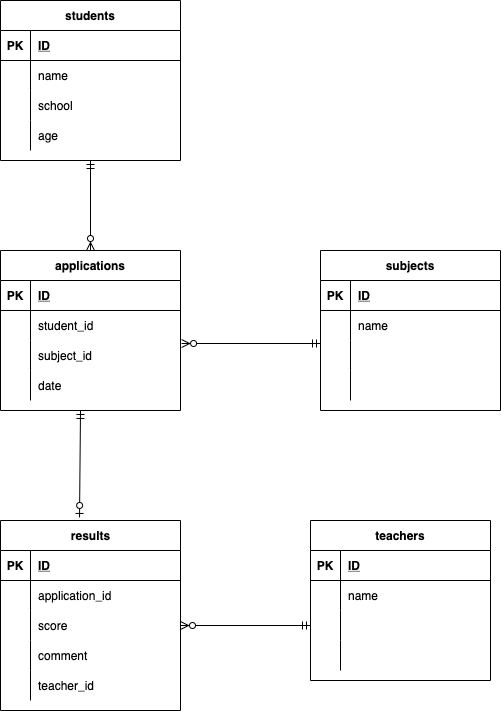 students
PK ID
name
school
age
applications
PK ID
student_id
subject_id
date
subjects
PK ID
name
results
PK ID
application_id
score
comment
teacher_id
teachers
PK ID
name